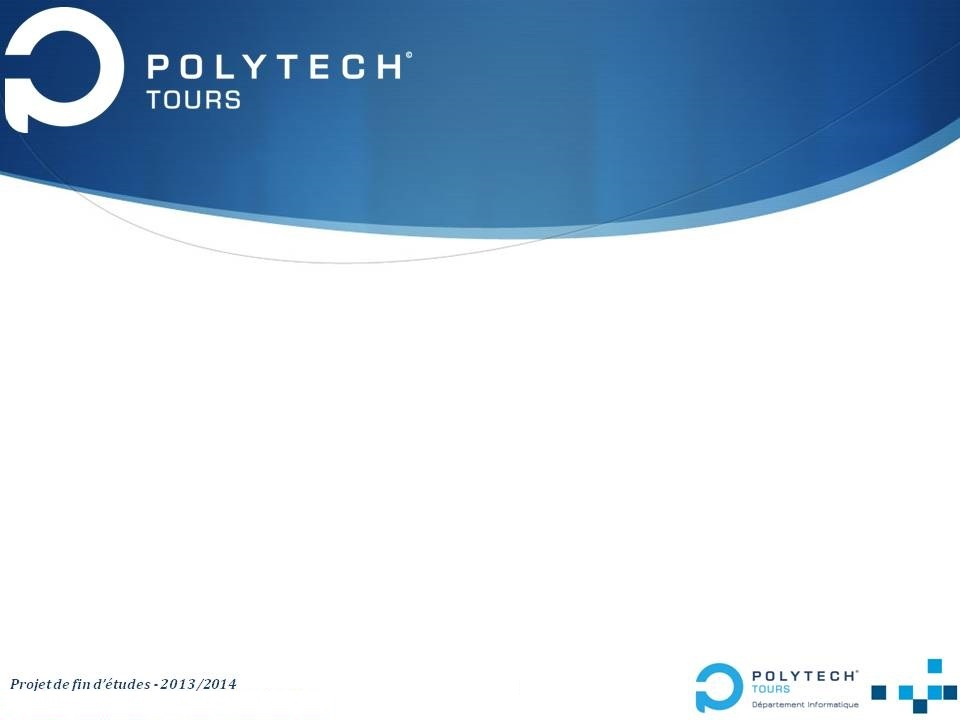 POLYTECH©
TOURS
Projet de fin d'études - 2013/2014
POLYTECH®
TOURS
Département Informatique